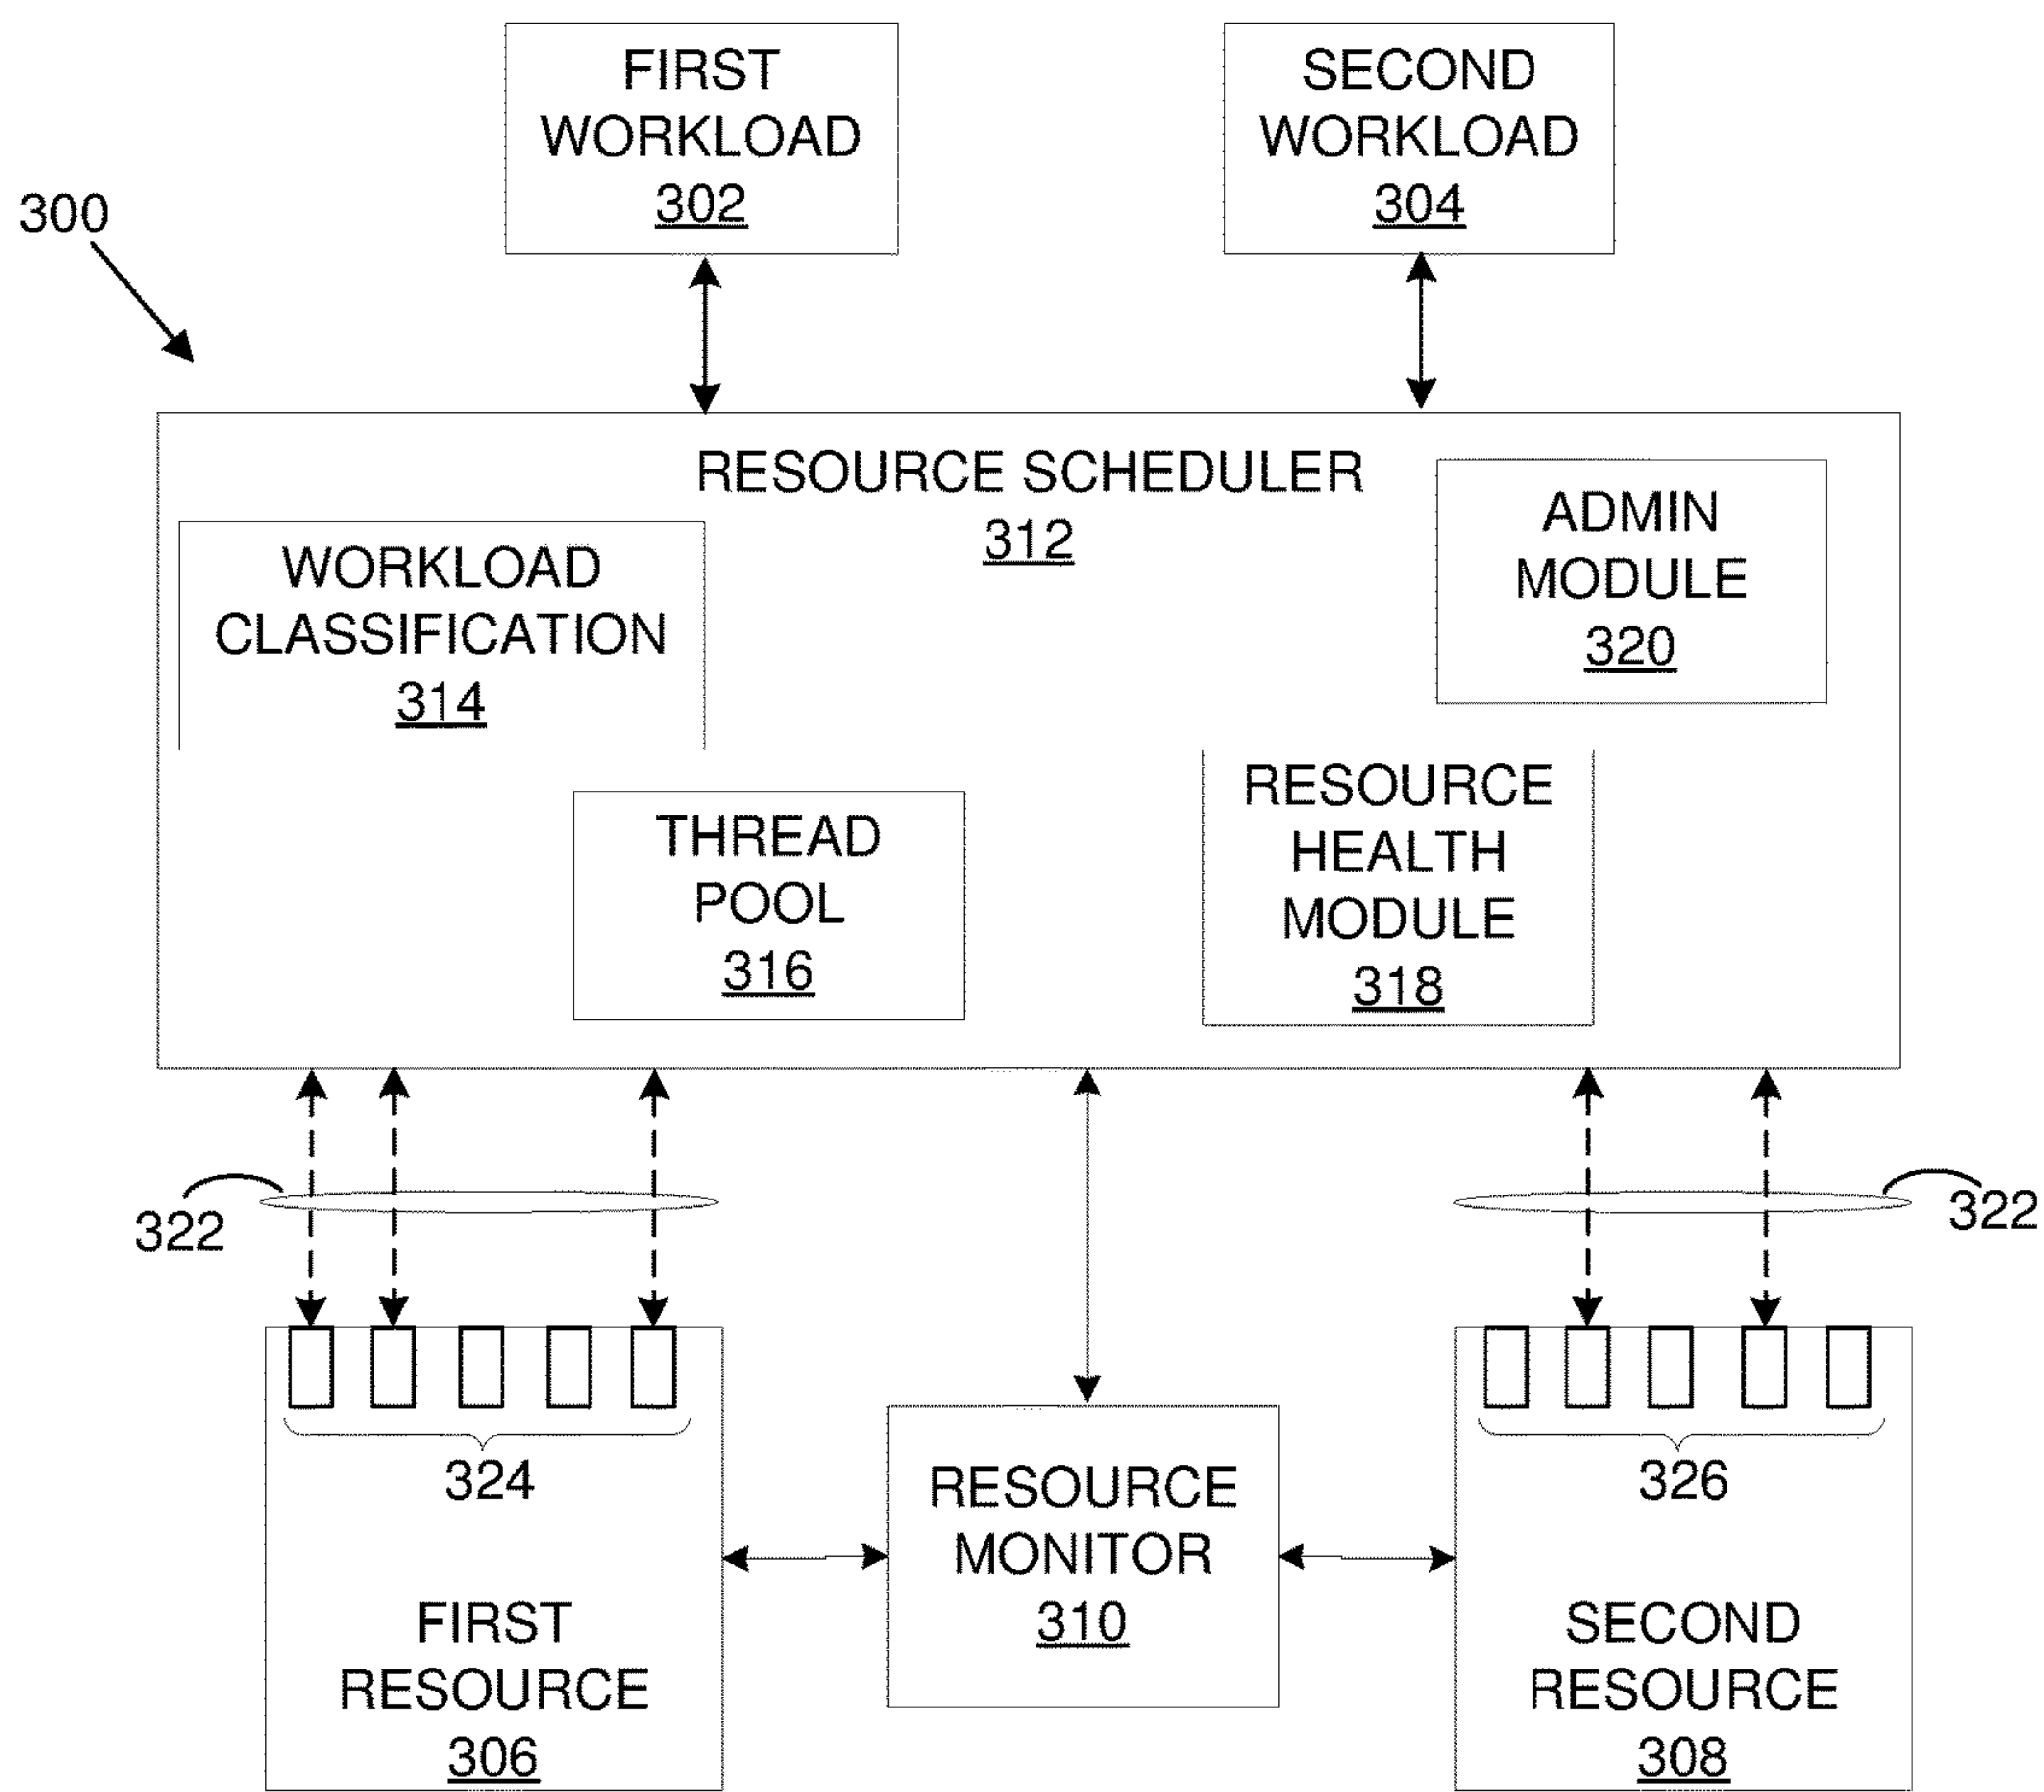 FIRST
WORKLOAD
302
SECOND
WORKLOAD
304
300
RESOURCE SCHEDULER
312
WORKLOAD
CLASSIFICATION
314
ADMIN
MODULE
320
THREAD
POOL
316
RESOURCE
HEALTH
MODULE
318
322
322
324
326
FIRST
RESOURCE
306
RESOURCE
MONITOR
310
SECOND
RESOURCE
308